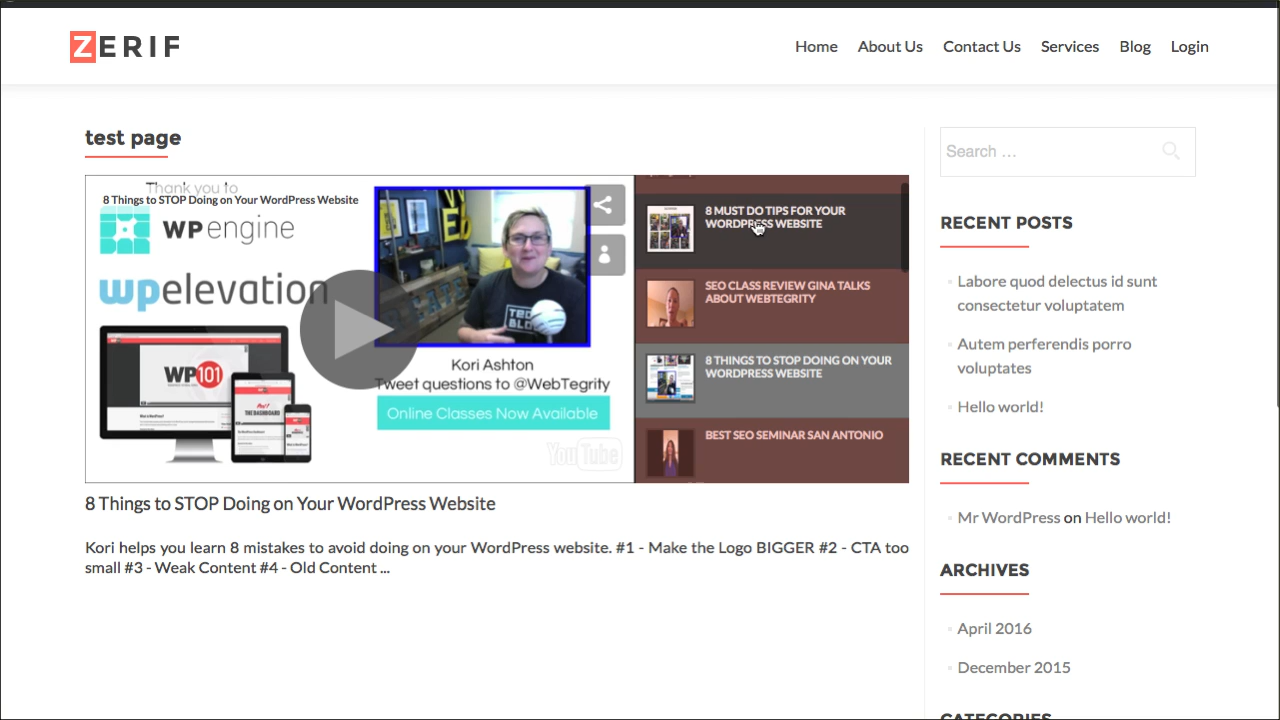 ZERIF
Home About Us Contact Us Services Blog Login
test page
Thank you to
8 Things to STOP Doing on Your WordPress Website
WP engine
wpelevation
WP101
THE DASHBOARD
Kori Ashton
Tweet questions to @WebTegrity
Online Classes Now Available
YouTube
8 MUST DO TIPS FOR YOUR
WORDPRESS WEBSITE
SEO CLASS REVIEW GINA TALKS
ABOUT WEBTEGRITY
8 THINGS TO STOP DOING ON YOUR
WORDPRESS WEBSITE
BEST SEO SEMINAR SAN ANTONIO
8 Things to STOP Doing on Your WordPress Website
Kori helps you learn 8 mistakes to avoid doing on your WordPress website. #1 - Make the Logo BIGGER #2 - CTA too
small #3 - Weak Content #4 - Old Content ...
Search ...
RECENT POSTS
Labore quod delectus id sunt
consectetur voluptatem
Autem perferendis porro
voluptates
Hello world!
RECENT COMMENTS
Mr WordPress on Hello world!
ARCHIVES
April 2016
December 2015
CATEGORIES